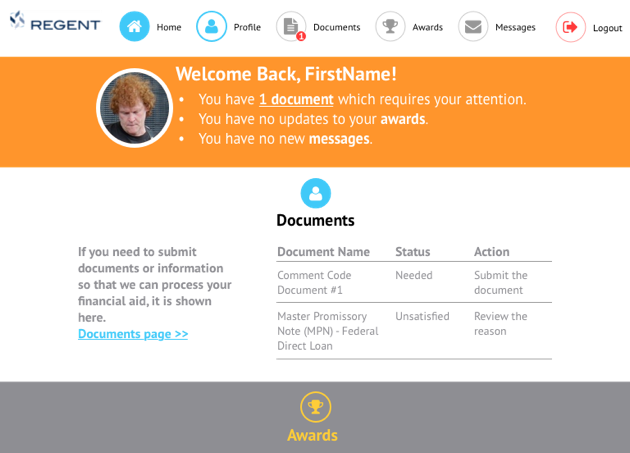 REGENT
Home
Profile
1
Documents
Awards
Messages
Logout
Welcome Back, FirstName!
• You have 1 document which requires your attention.
• You have no updates to your awards.
• You have no new messages.
Documents
If you need to submit
documents or information
so that we can process your
financial aid, it is shown
here.
Documents page >>
Document Name Status Action
Comment Code Needed Submit the
Document #1 document
Master Promissory Unsatisfied Review the
Note (MPN) - Federal reason
Direct Loan
Awards